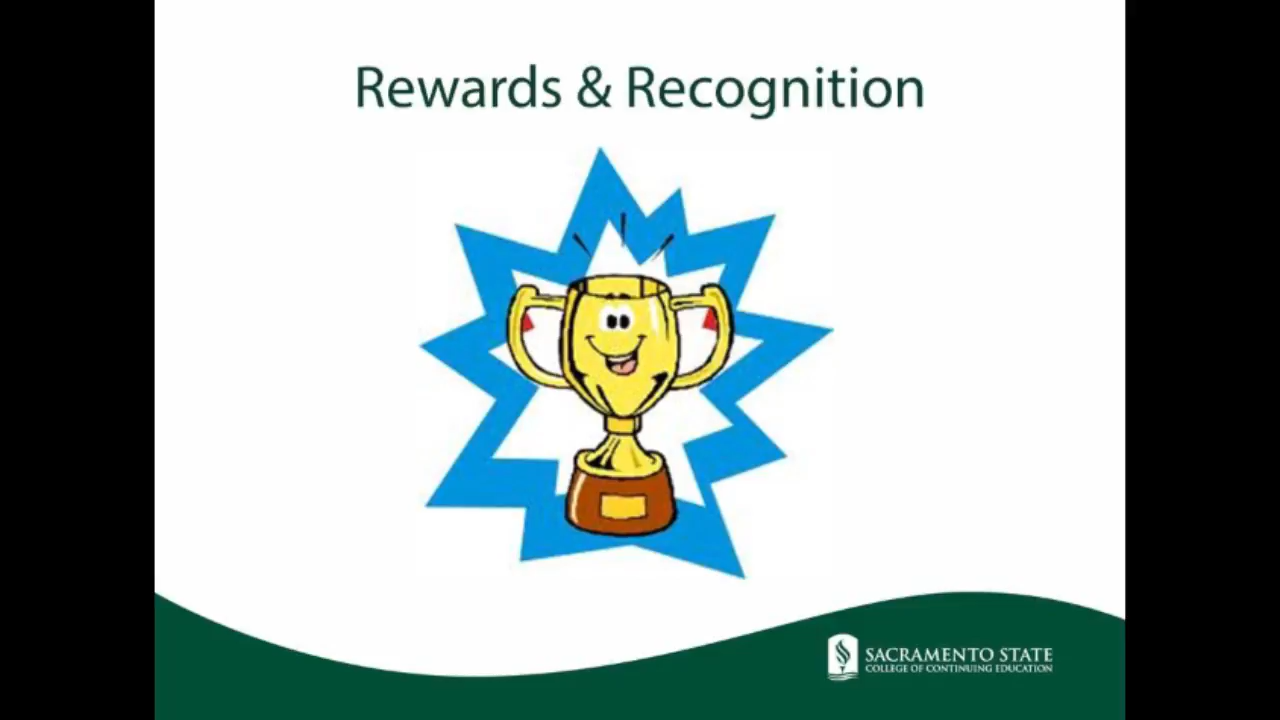 Rewards & Recognition
SACRAMENTO STATE
COLLEGE OF CONTINUING EDUCATION